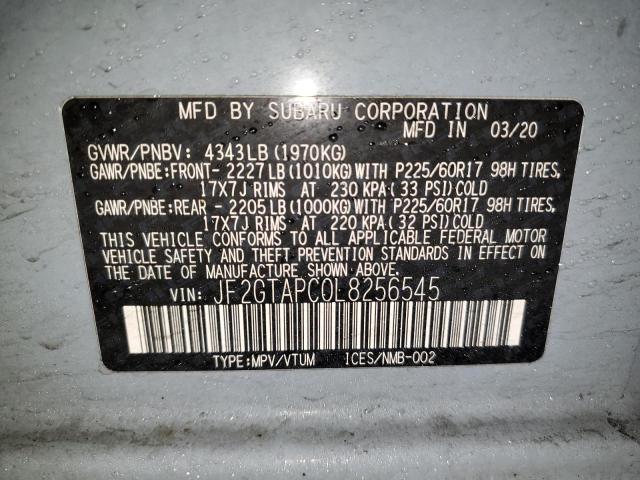 MFD BY SUBARU CORPORATION
MFD IN 03/20
GVWR/PNBV: 4343LB(1970KG)
GAWR/PNBE:FRONT- 2227LB(1010KG)WITH P225/60R17 98H TIRES,
17X7J RIMS AT 230 KPA(33 PSI)COLD
GAWR/PNBE:REAR - 2205LB(1000KG)WITH P225/60R17 98H TIRES,
17X7J RIMS AT 220 KPA(32 PSI)COLD
THIS VEHICLE CONFORMS TO ALL APPLICABLE FEDERAL MOTOR
VEHICLE SAFETY AND THEFT PREVENTION STANDARDS IN EFFECT ON
THE DATE OF MANUFACTURE SHOWN ABOVE.
VIN: JF2GTAPC0L8256545
TYPE:MPV/VTUM ICES/NMB-002